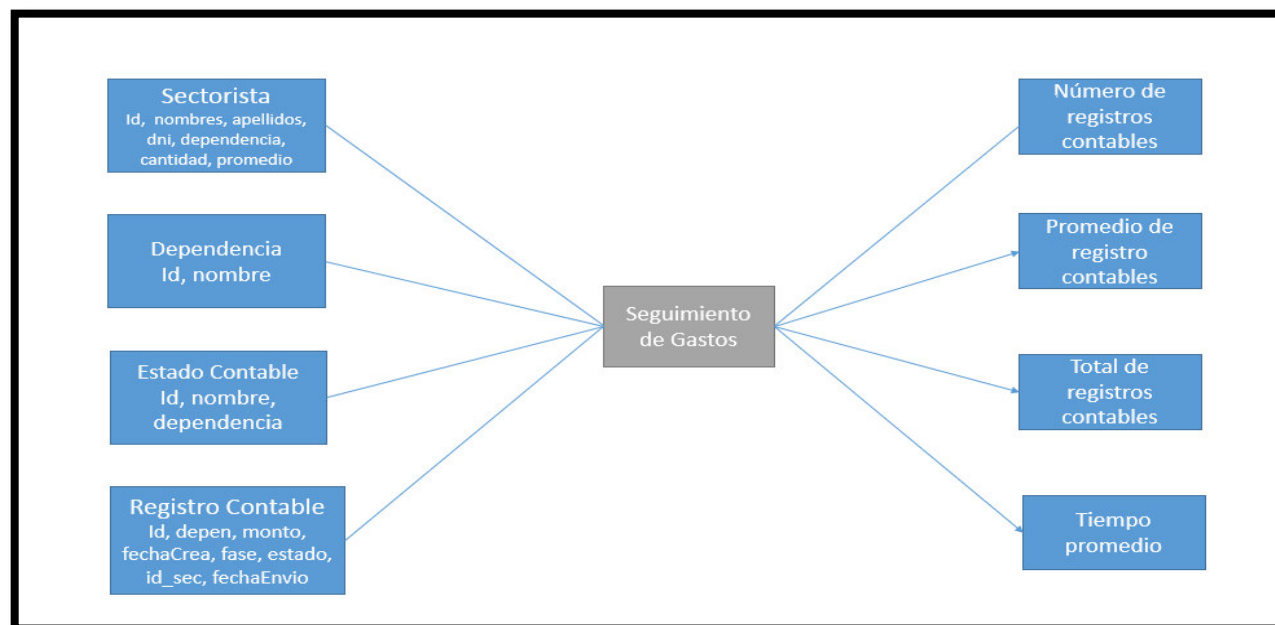 Sectorista
Id, nombres, apellidos,
dni, dependencia,
cantidad, promedio
Dependencia
Id, nombre
Estado Contable
Id, nombre,
dependencia
Registro Contable
Id, depen, monto,
fechaCrea, fase, estado,
id_sec, fechaEnvio
Seguimiento
de Gastos
Número de
registros
contables
Promedio de
registro
contables
Total de
registros
contables
Tiempo
promedio